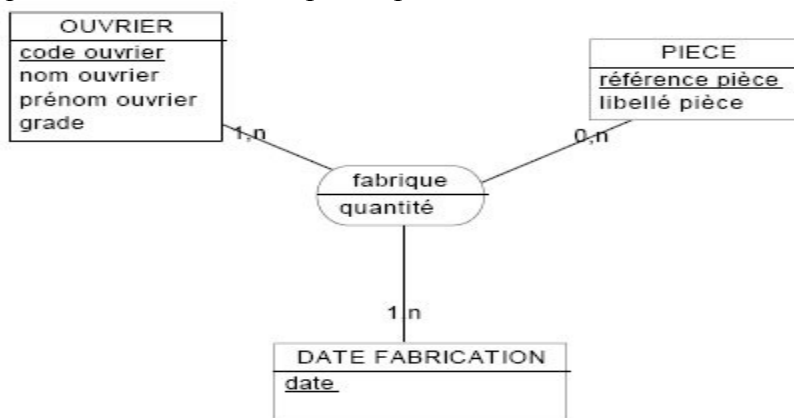 OUVRIER
code ouvrier
nom ouvrier
prénom ouvrier
grade
PIECE
référence pièce
libellé pièce
1,n
0,n
fabrique
quantité
1,n
DATE FABRICATION
date